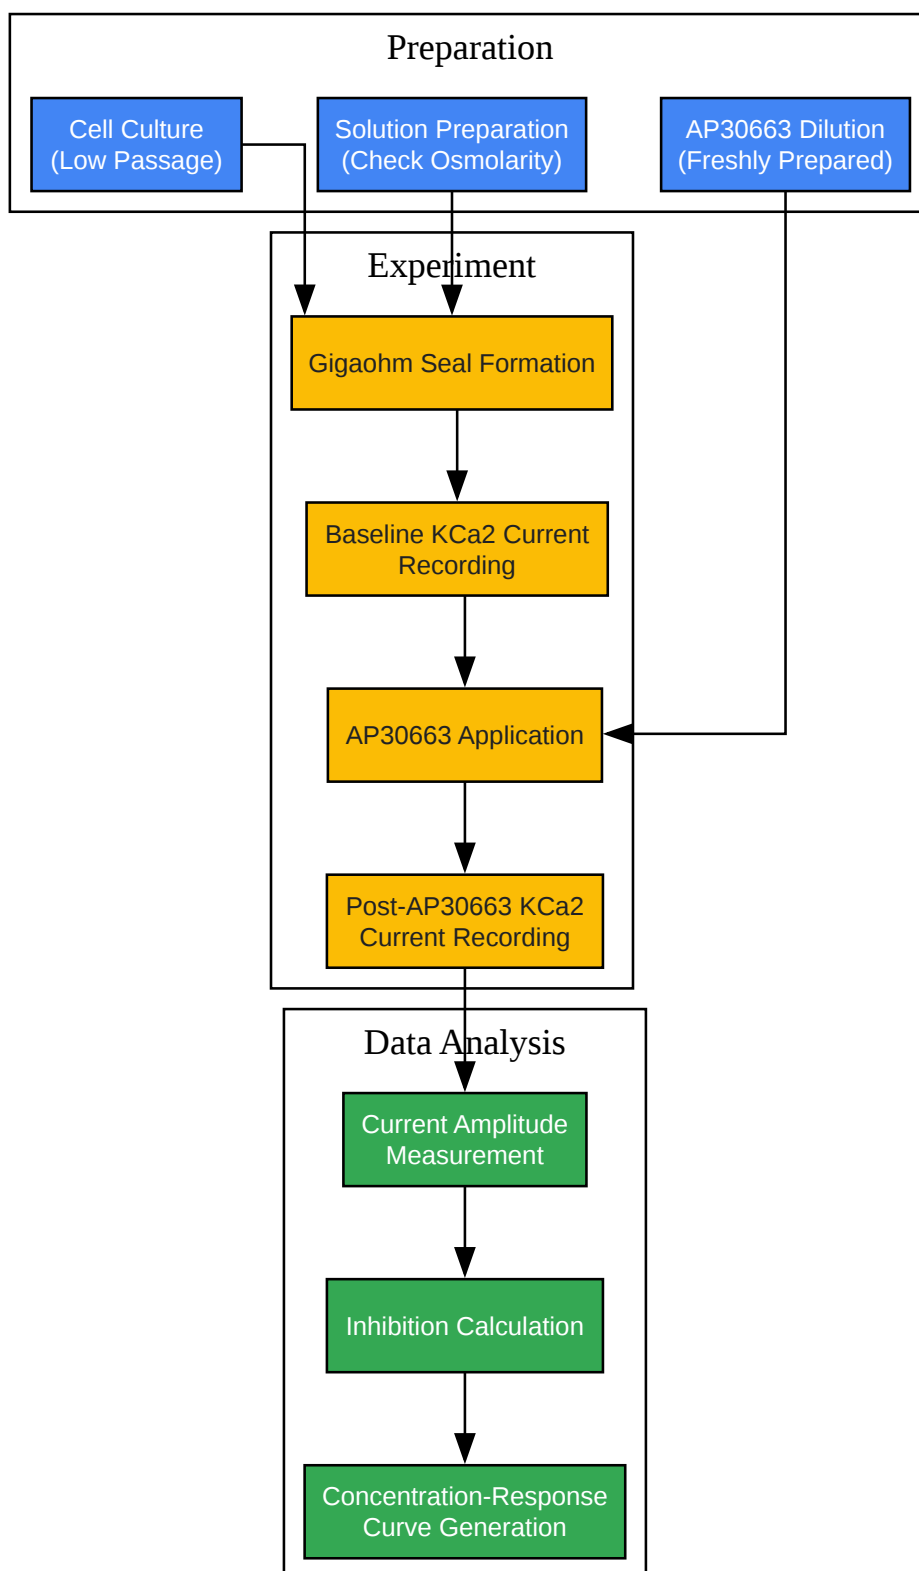 Preparation
Cell Culture
(Low Passage)
Solution Preparation
(Check Osmolarity)
AP30663 Dilution
(Freshly Prepared)
Experiment
Gigaohm Seal Formation
Baseline KCa2 Current
Recording
AP30663 Application
Post-AP30663 KCa2
Current Recording
Data Analysis
Current Amplitude
Measurement
Inhibition Calculation
Concentration-Response
Curve Generation